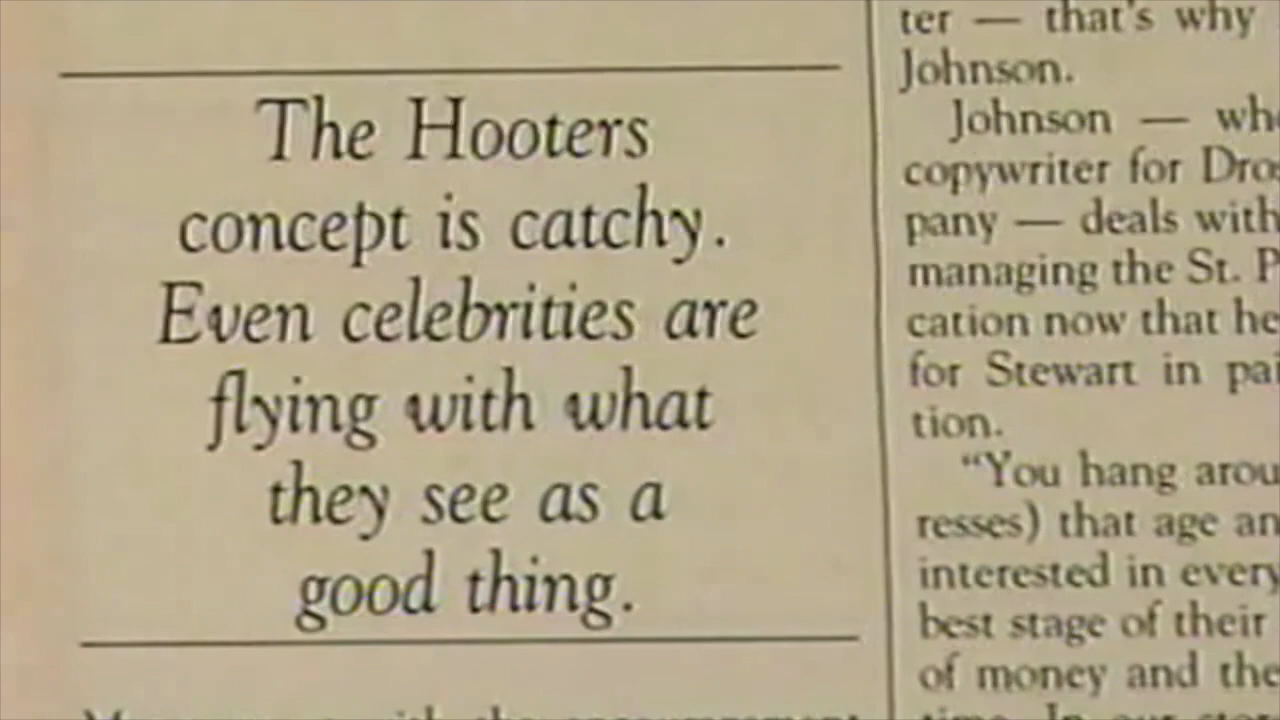 The Hooters
concept is catchy.
Even celebrities are
flying with what
they see as a
good thing.
ter — that's why
Johnson.
Johnson — who
copywriter for
pany — deals with
managing the St. P
cation now that he
for Stewart in
tion.
"You hang
resses) that age
interested in
best stage of their
of money and the